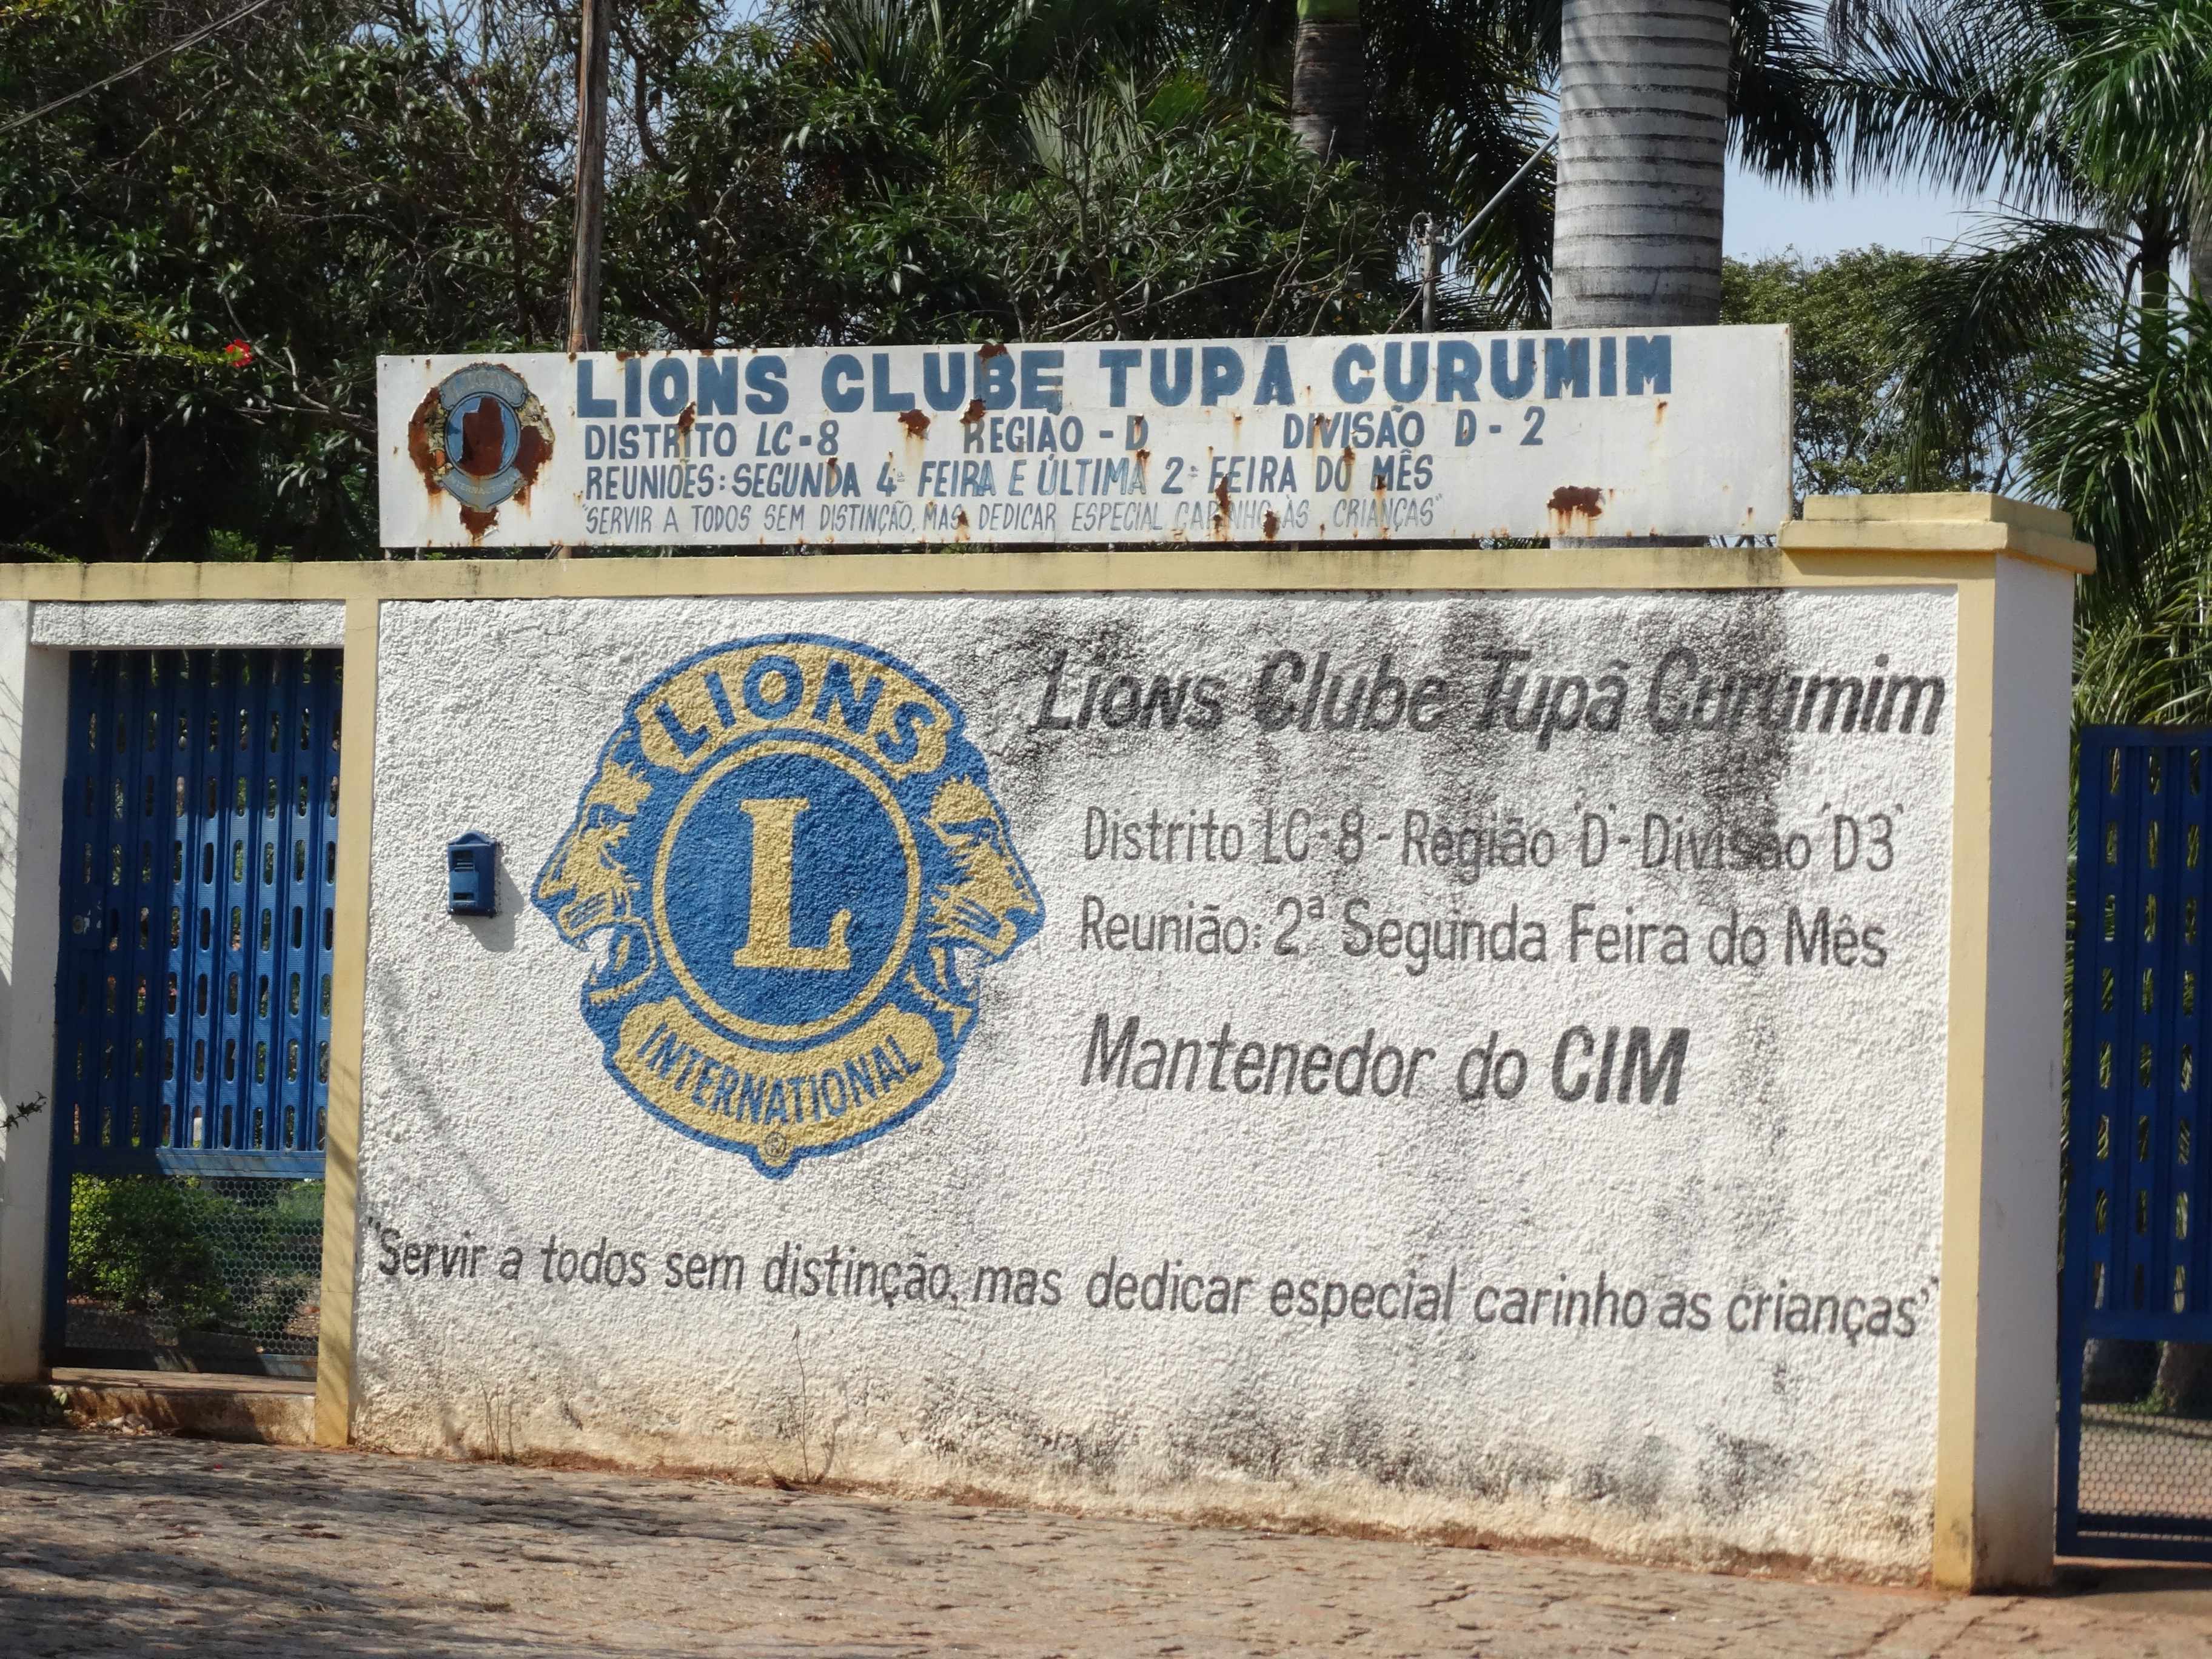 LIONS CLUBE TUPÃ CURUMIM
DISTRITO LC-8 REGIÃO - D DIVISÃO D - 2
REUNIÕES: SEGUNDA 4ª FEIRA E ÚLTIMA 2ª FEIRA DO MÊS
"SERVIR A TODOS SEM DISTINÇÃO, MAS DEDICAR ESPECIAL CARINHO ÀS CRIANÇAS"
LIONS
L
INTERNATIONAL
®
Lions Clube Tupã Curumim
Distrito LC-8-Região "D"-Divisão "D3"
Reunião: 2ª Segunda Feira do Mês
Mantenedor do CIM
"Servir a todos sem distinção, mas dedicar especial carinho as crianças"